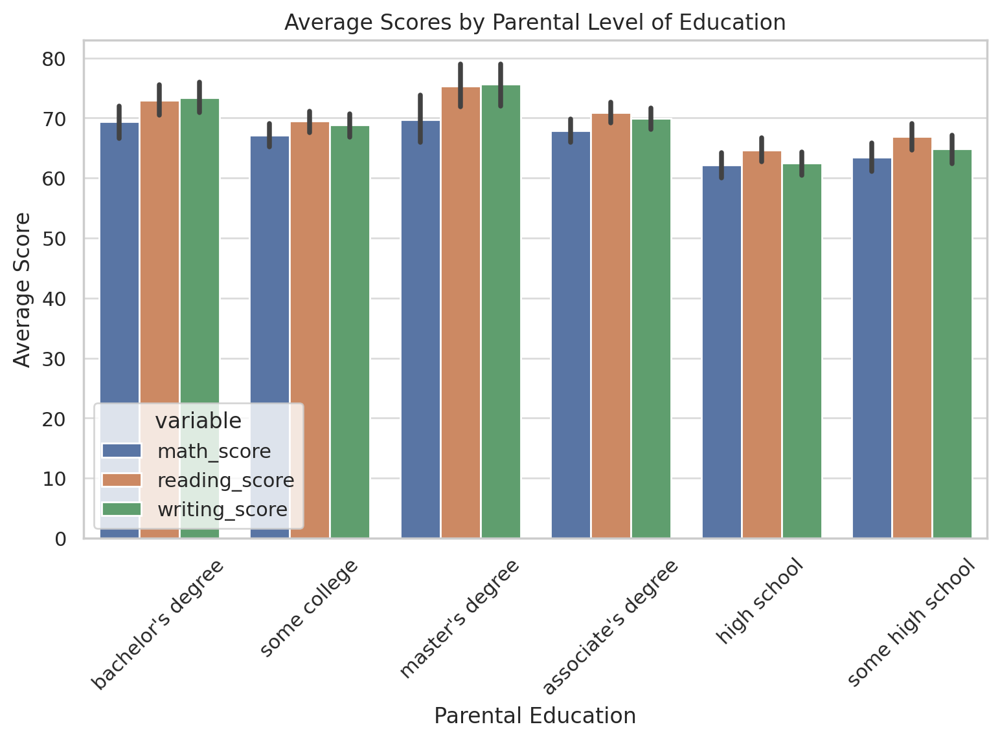 Average Scores by Parental Level of Education
Average Score
80
70
60
50
40
30
20
10
0
variable
math_score
reading_score
writing_score
bachelor's degree
some college
master's degree
associate's degree
high school
some high school
Parental Education